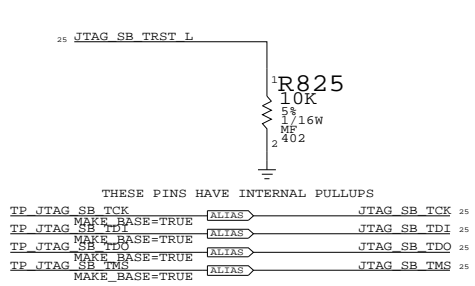 25 JTAG_SB_TRST_L
1
R825
10K
5%
1/16W
MF
402
2
THESE PINS HAVE INTERNAL PULLUPS
TP_JTAG_SB_TCK ALIAS JTAG_SB_TCK 25
MAKE_BASE=TRUE
TP_JTAG_SB_TDI ALIAS JTAG_SB_TDI 25
MAKE_BASE=TRUE
TP_JTAG_SB_TDO ALIAS JTAG_SB_TDO 25
MAKE_BASE=TRUE
TP_JTAG_SB_TMS ALIAS JTAG_SB_TMS 25
MAKE_BASE=TRUE